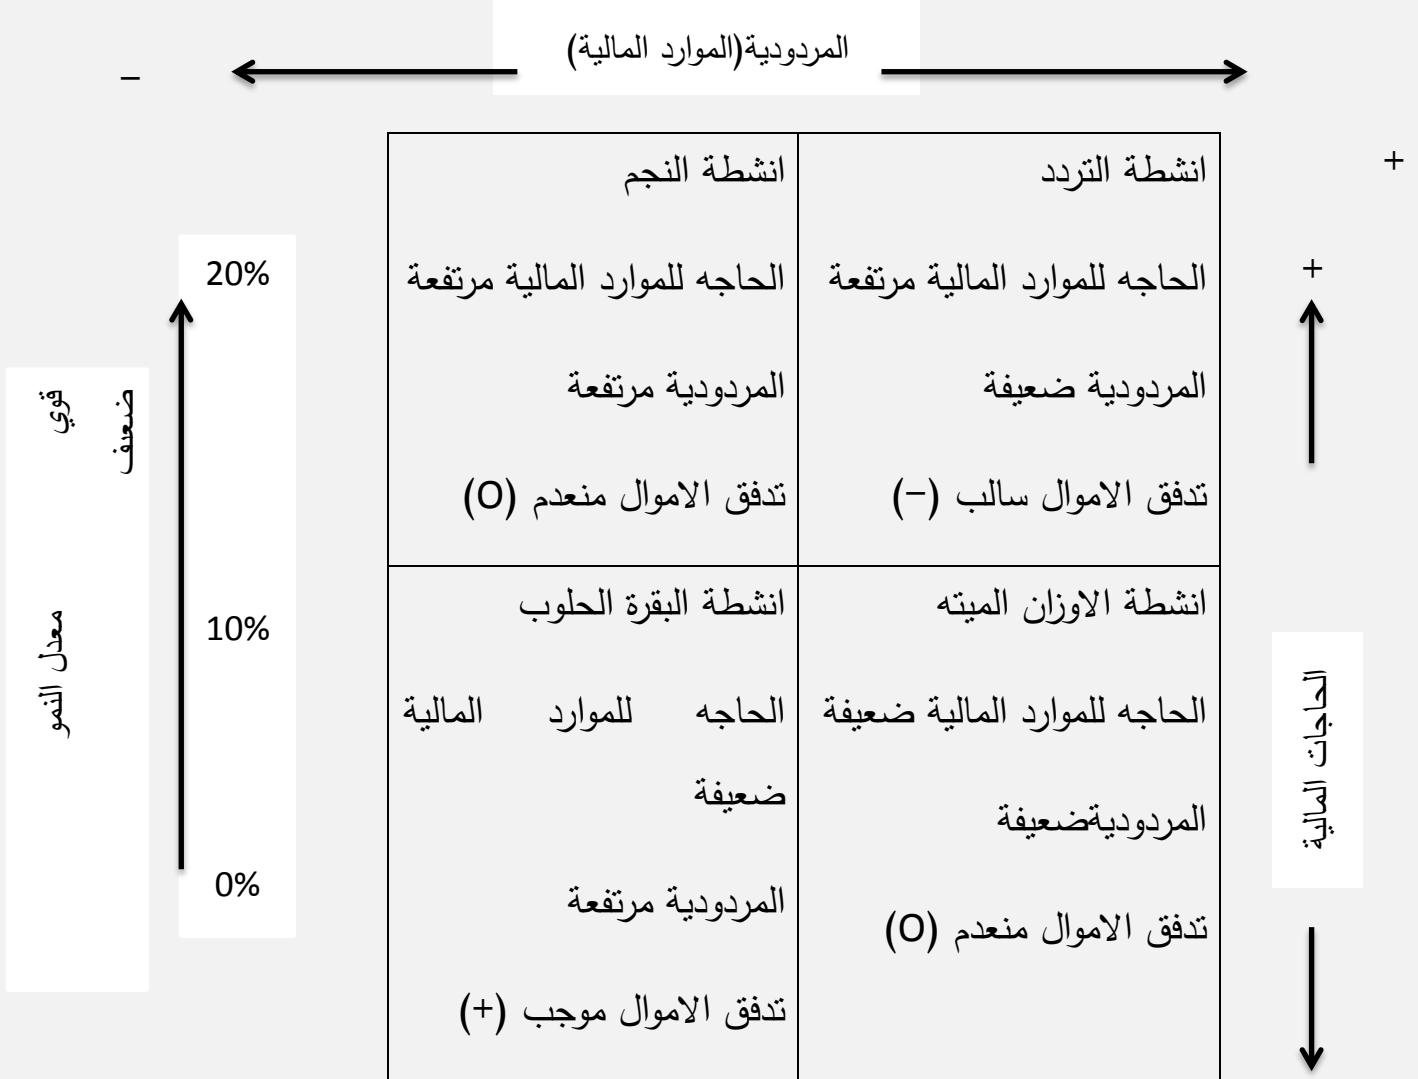 المردودية(الموارد المالية)
–
+
انشطة التردد
الحاجه للموارد المالية مرتفعة
المردودية ضعيفة
تدفق الاموال سالب (–)
انشطة النجم
الحاجه للموارد المالية مرتفعة
المردودية مرتفعة
تدفق الاموال منعدم (O)
انشطة الاوزان الميته
الحاجه للموارد المالية ضعيفة
المردوديةضعيفة
تدفق الاموال منعدم (O)
انشطة البقرة الحلوب
الحاجه للموارد المالية
ضعيفة
المردودية مرتفعة
تدفق الاموال موجب (+)
+
الحاجات المالية
20%
10%
0%
معدل النمو قوي
ضعيف